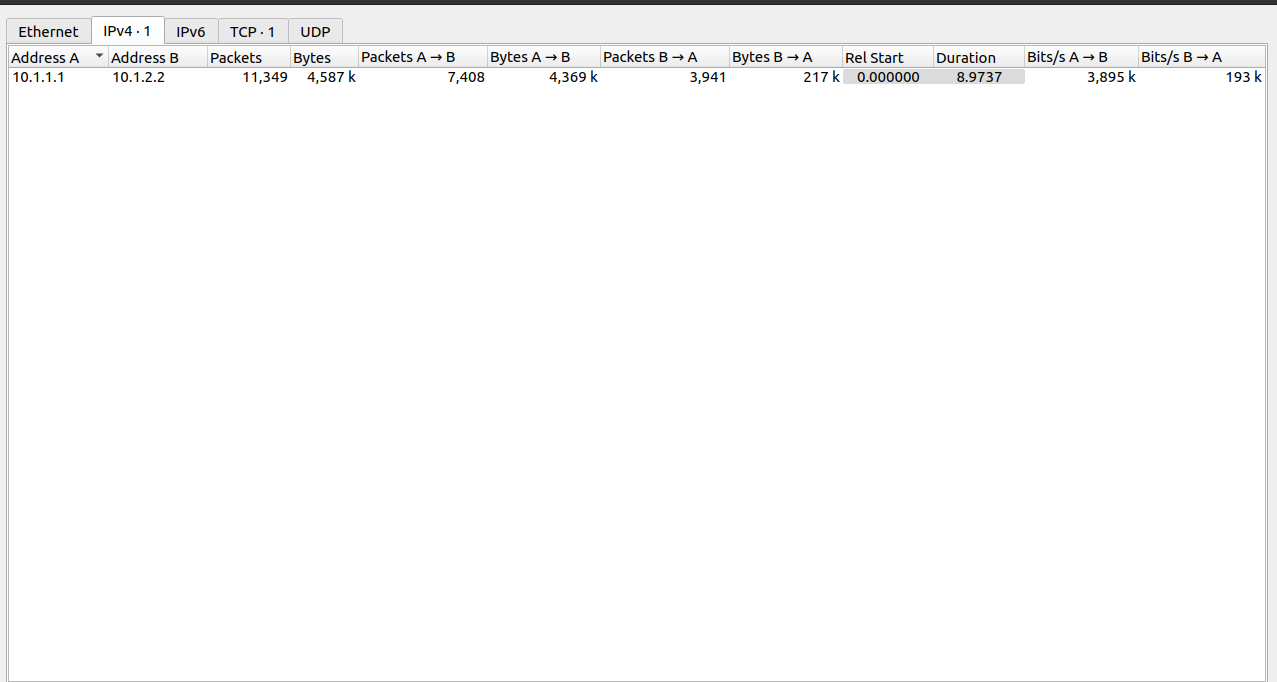 Ethernet IPv4 · 1 IPv6 TCP · 1 UDP
Address A Address B Packets Bytes Packets A → B Bytes A → B Packets B → A Bytes B → A Rel Start Duration Bits/s A → B Bits/s B → A
10.1.1.1 10.1.2.2 11,349 4,587 k 7,408 4,369 k 3,941 217 k 0.000000 8.9737 3,895 k 193 k